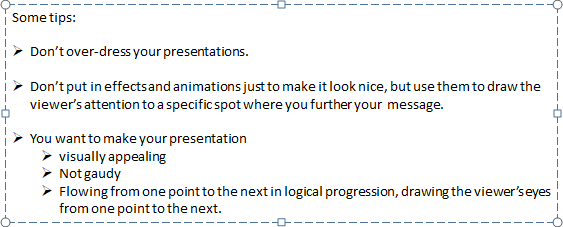 Some tips:
Don't over-dress your presentations.
Don't put in effects and animations just to make it look nice, but use them to draw the
viewer's attention to a specific spot where you further your message.
You want to make your presentation
visually appealing
Not gaudy
Flowing from one point to the next in logical progression, drawing the viewer's eyes
from one point to the next.